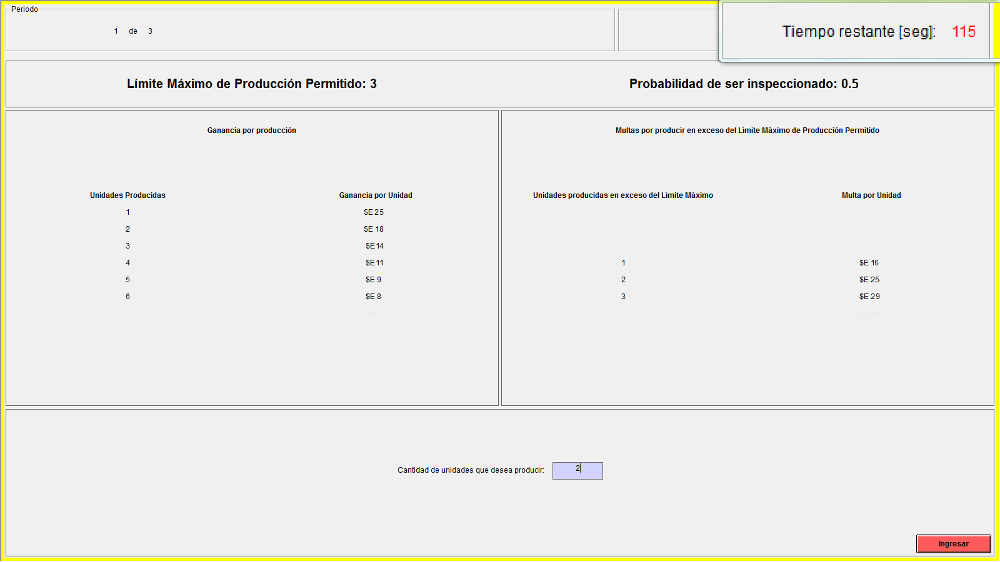 Periodo
1 de 3
Tiempo restante [seg]: 115
Límite Máximo de Producción Permitido: 3
Probabilidad de ser inspeccionado: 0.5
Ganancia por producción
Unidades Producidas Ganancia por Unidad
1 $E 25
2 $E 18
3 $E 14
4 $E 11
5 $E 9
6 $E 8
Multas por producir en exceso del Límite Máximo de Producción Permitido
Unidades producidas en exceso del Límite Máximo Multa por Unidad
1 $E 16
2 $E 25
3 $E 29
Cantidad de unidades que desea producir: 2
Ingresar